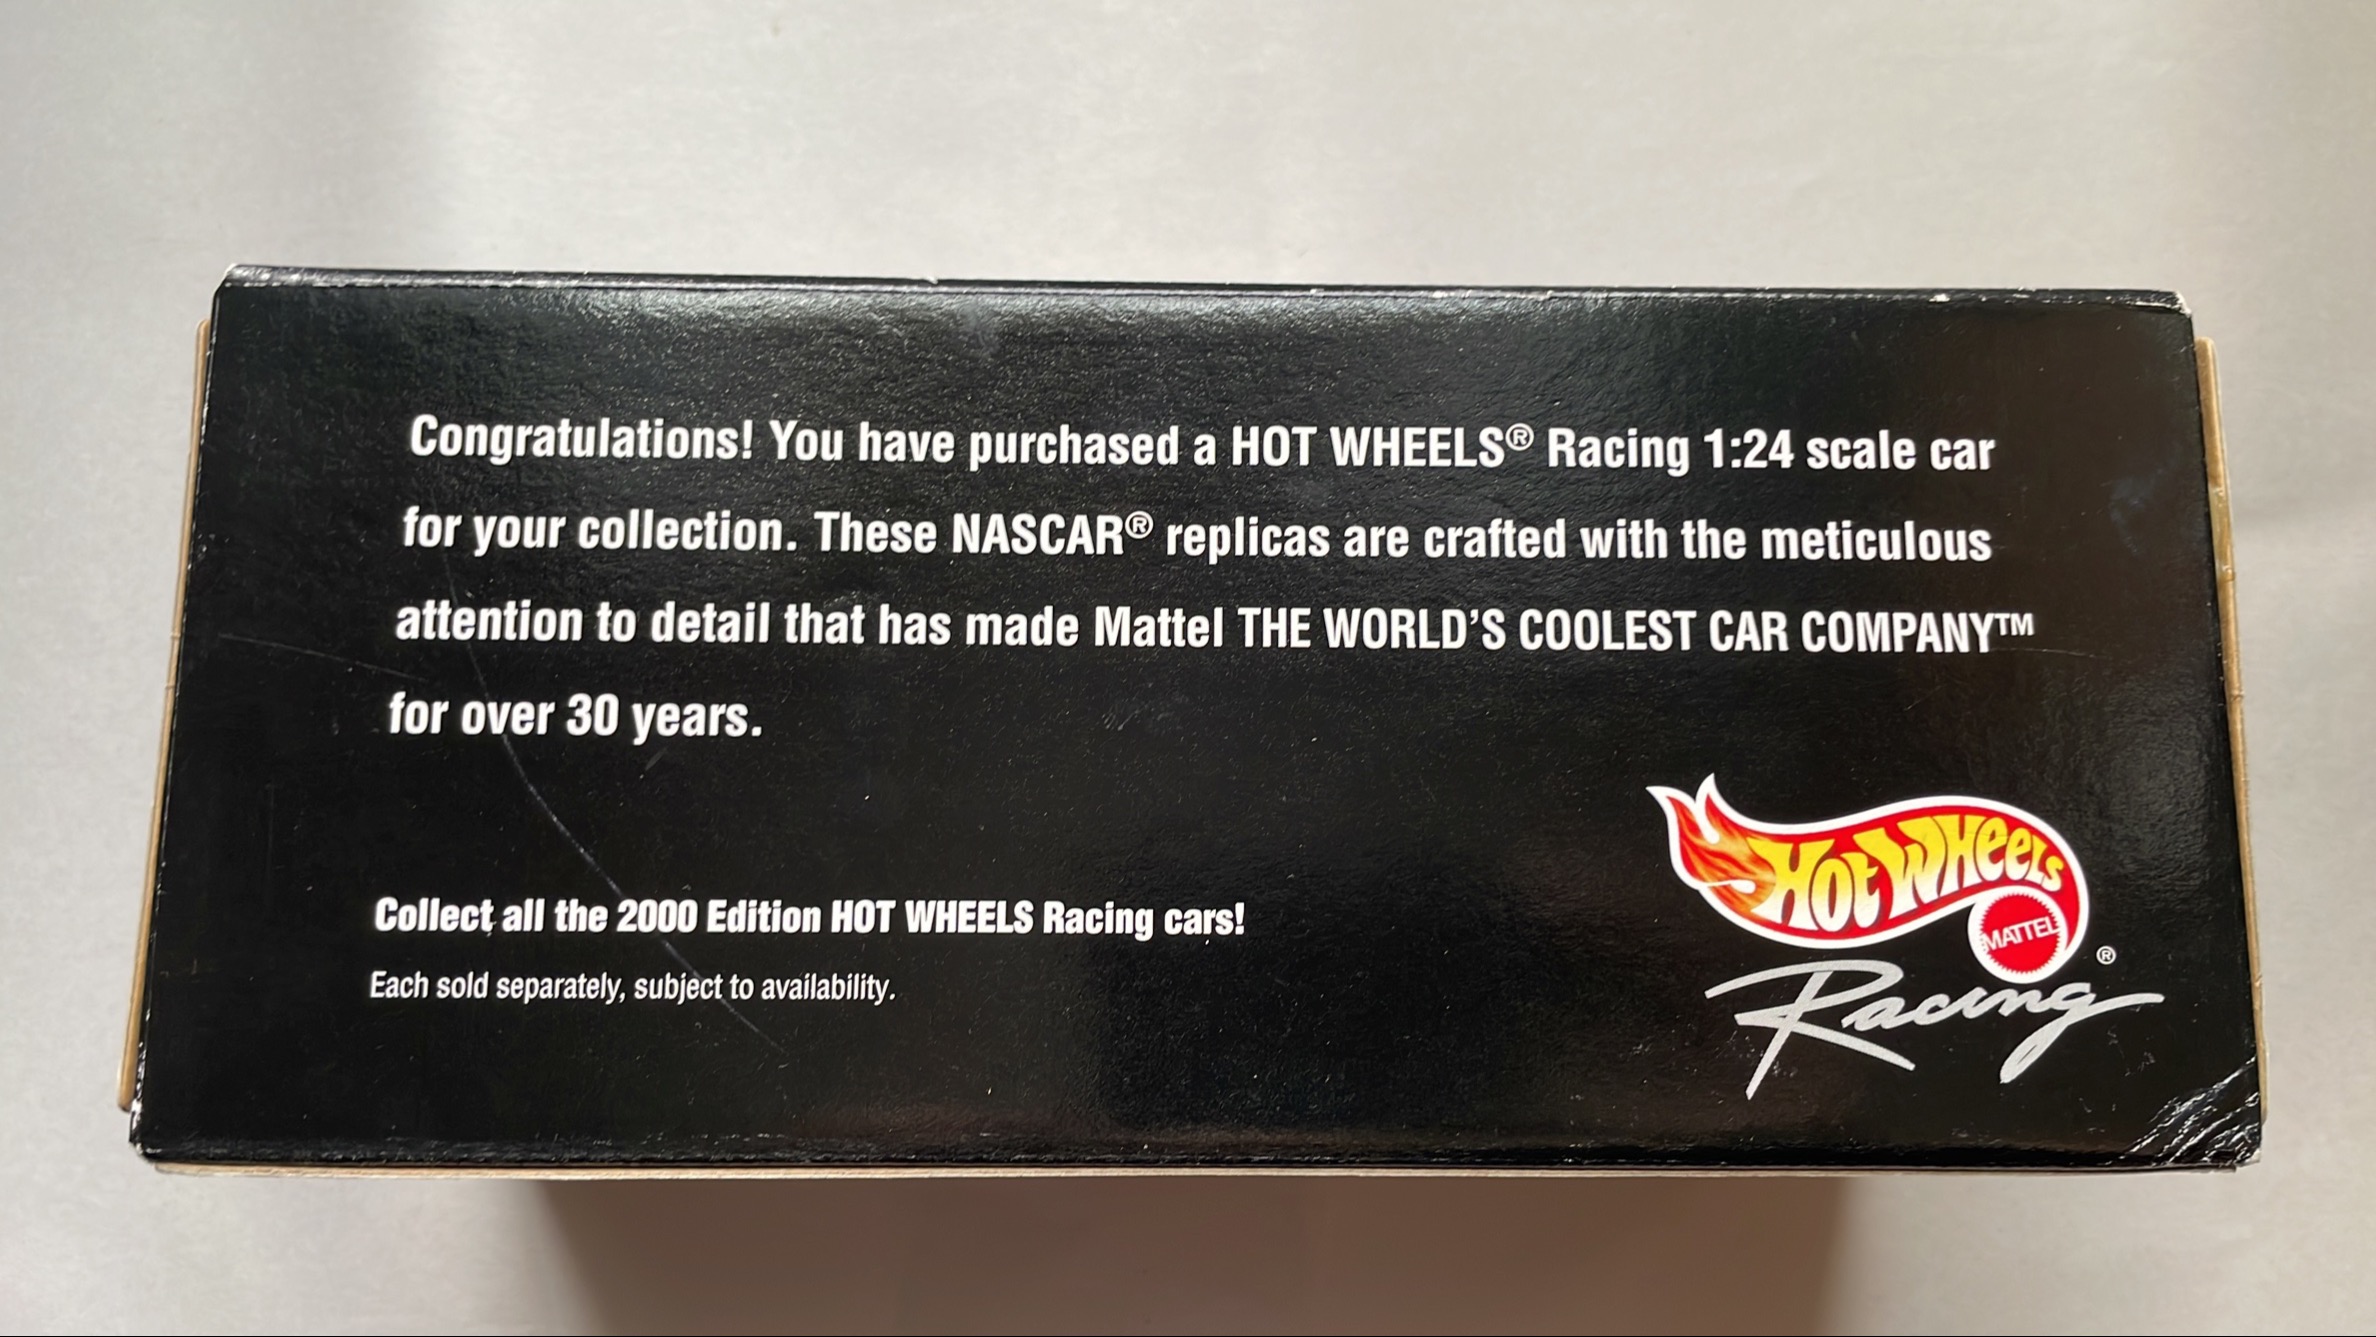 Congratulations! You have purchased a HOT WHEELS® Racing 1:24 scale car
for your collection. These NASCAR® replicas are crafted with the meticulous
attention to detail that has made Mattel THE WORLD'S COOLEST CAR COMPANY™
for over 30 years.
Collect all the 2000 Edition HOT WHEELS Racing cars!
Each sold separately, subject to availability.
Hot Wheels
MATTEL
®
Racing